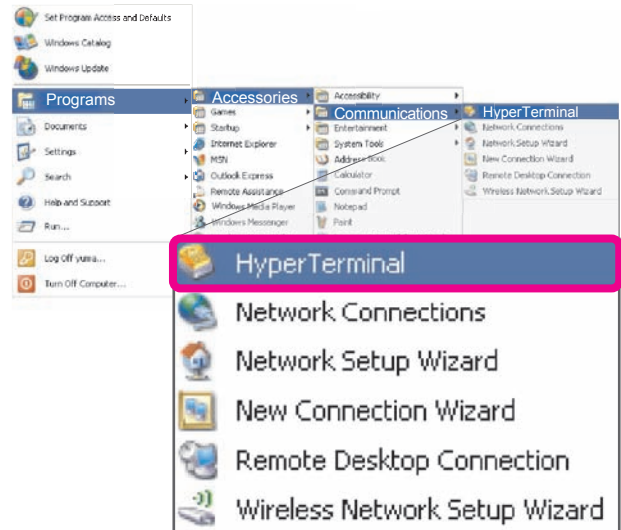 Set Program Access and Defaults
Windows Catalog
Windows Update
Programs
Documents
Settings
Search
Help and Support
Run...
Log Off yuma...
Turn Off Computer...
Accessories
Games
Startup
Internet Explorer
MSN
Outlook Express
Remote Assistance
Windows Media Player
Windows Messenger
Accessibility
Communications
Entertainment
System Tools
Address Book
Calculator
Command Prompt
Notepad
Paint
HyperTerminal
Network Connections
Network Setup Wizard
New Connection Wizard
Remote Desktop Connection
Wireless Network Setup Wizard
HyperTerminal
Network Connections
Network Setup Wizard
New Connection Wizard
Remote Desktop Connection
Wireless Network Setup Wizard